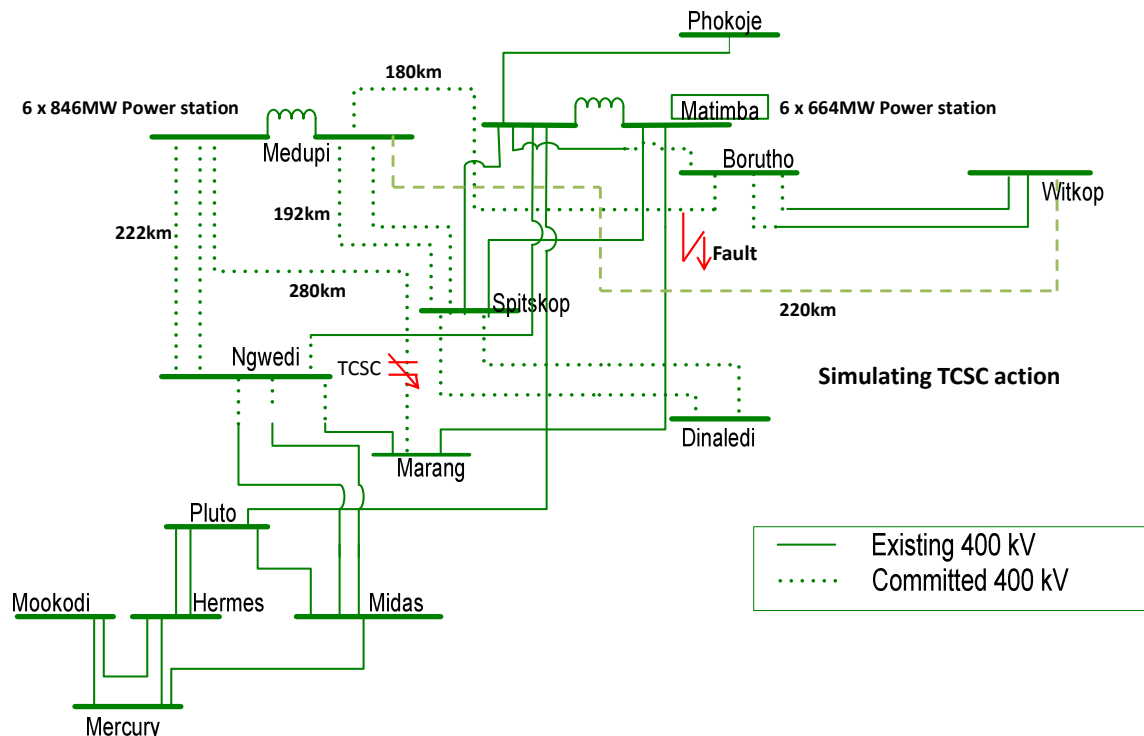 Phokoje
180km
6 x 846MW Power station
Matimba
6 x 664MW Power station
Medupi
Borutho
Witkop
192km
222km
Fault
280km
Spitskop
220km
Ngwedi
TCSC
Simulating TCSC action
Dinaledi
Marang
Pluto
Existing 400 kV
Committed 400 kV
Mookodi
Hermes
Midas
Mercury